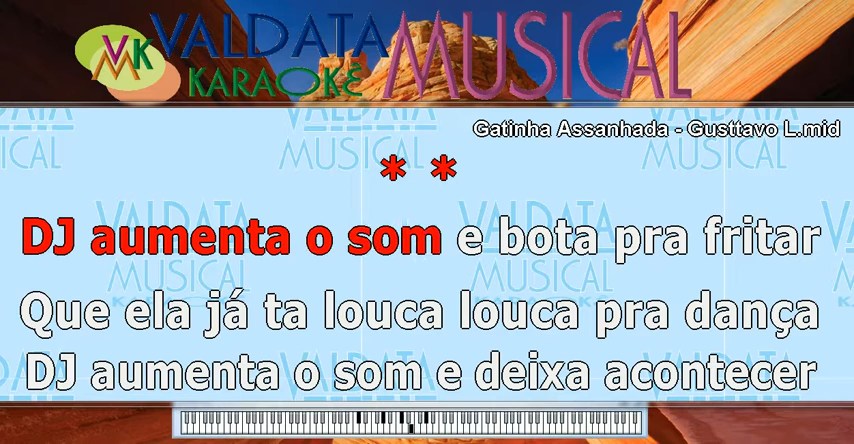 VMK VALDATA MUSICAL
KARAOKÊ
Gatinha Assanhada - Gusttavo L.mid
* *
DJ aumenta o som e bota pra fritar
Que ela já ta louca louca pra dança
DJ aumenta o som e deixa acontecer